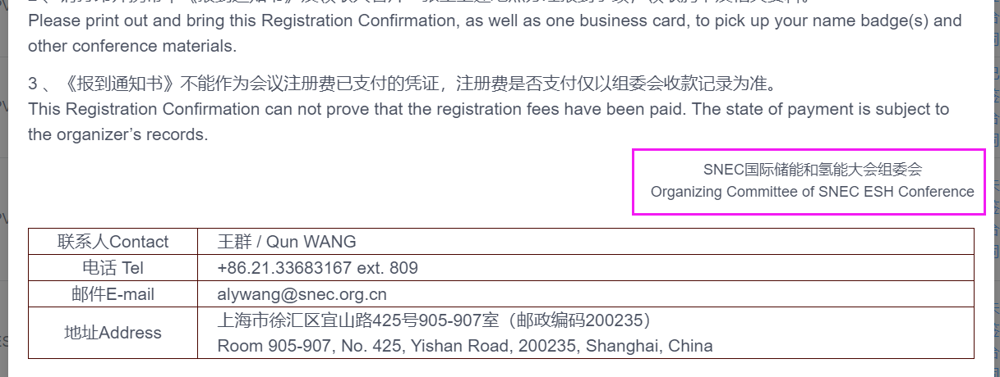 Please print out and bring this Registration Confirmation, as well as one business card, to pick up your name badge(s) and
other conference materials.
3 、《报到通知书》不能作为会议注册费已支付的凭证，注册费是否支付仅以组委会收款记录为准。
This Registration Confirmation can not prove that the registration fees have been paid. The state of payment is subject to
the organizer’s records.
SNEC国际储能和氢能大会组委会
Organizing Committee of SNEC ESH Conference
联系人Contact 王群 / Qun WANG
电话 Tel +86.21.33683167 ext. 809
邮件E-mail alywang@snec.org.cn
地址Address
上海市徐汇区宜山路425号905-907室（邮政编码200235）
Room 905-907, No. 425, Yishan Road, 200235, Shanghai, China